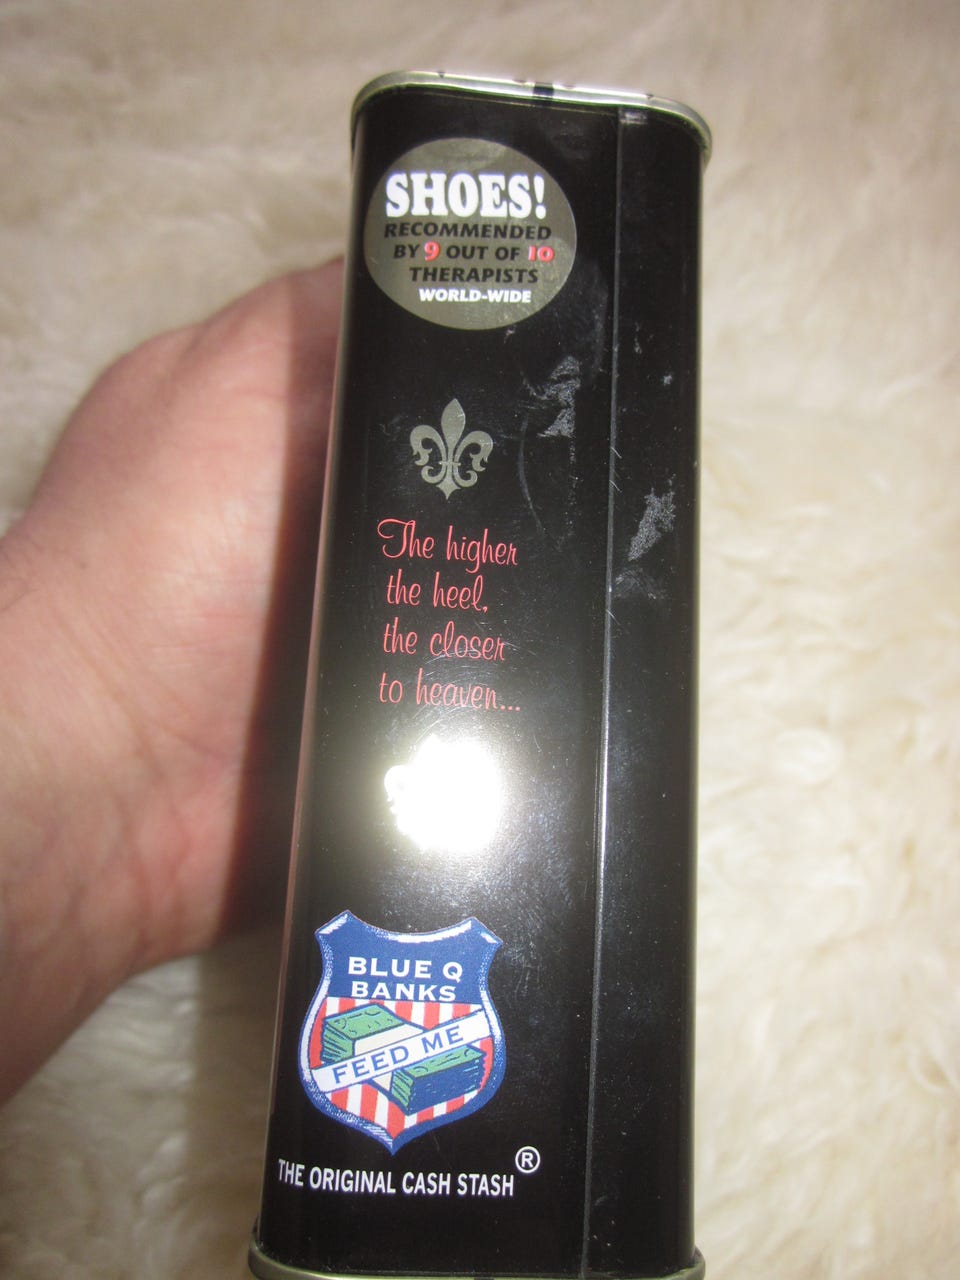 SHOES!
RECOMMENDED
BY 9 OUT OF 10
THERAPISTS
WORLD-WIDE
The higher
the heel,
the closer
to heaven...
BLUE Q
BANKS
FEED ME
THE ORIGINAL CASH STASH®